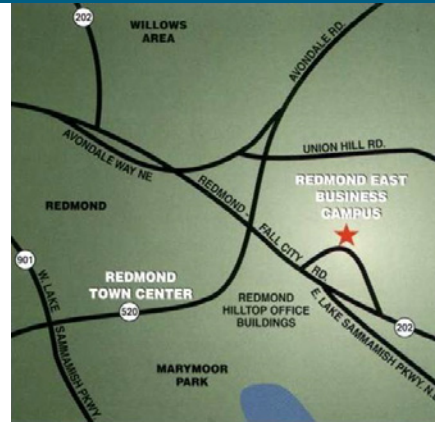 202
WILLOWS
AREA
AVONDALE RD.
AVONDALE WAY NE
UNION HILL RD.
REDMOND EAST
BUSINESS
CAMPUS
REDMOND
REDMOND - FALL CITY RD.
901
W. LAKE SAMMAMISH PKWY.
REDMOND
TOWN CENTER
520
REDMOND
HILLTOP OFFICE
BUILDINGS
E. LAKE SAMMAMISH PKWY. N.E
202
MARYMOOR
PARK